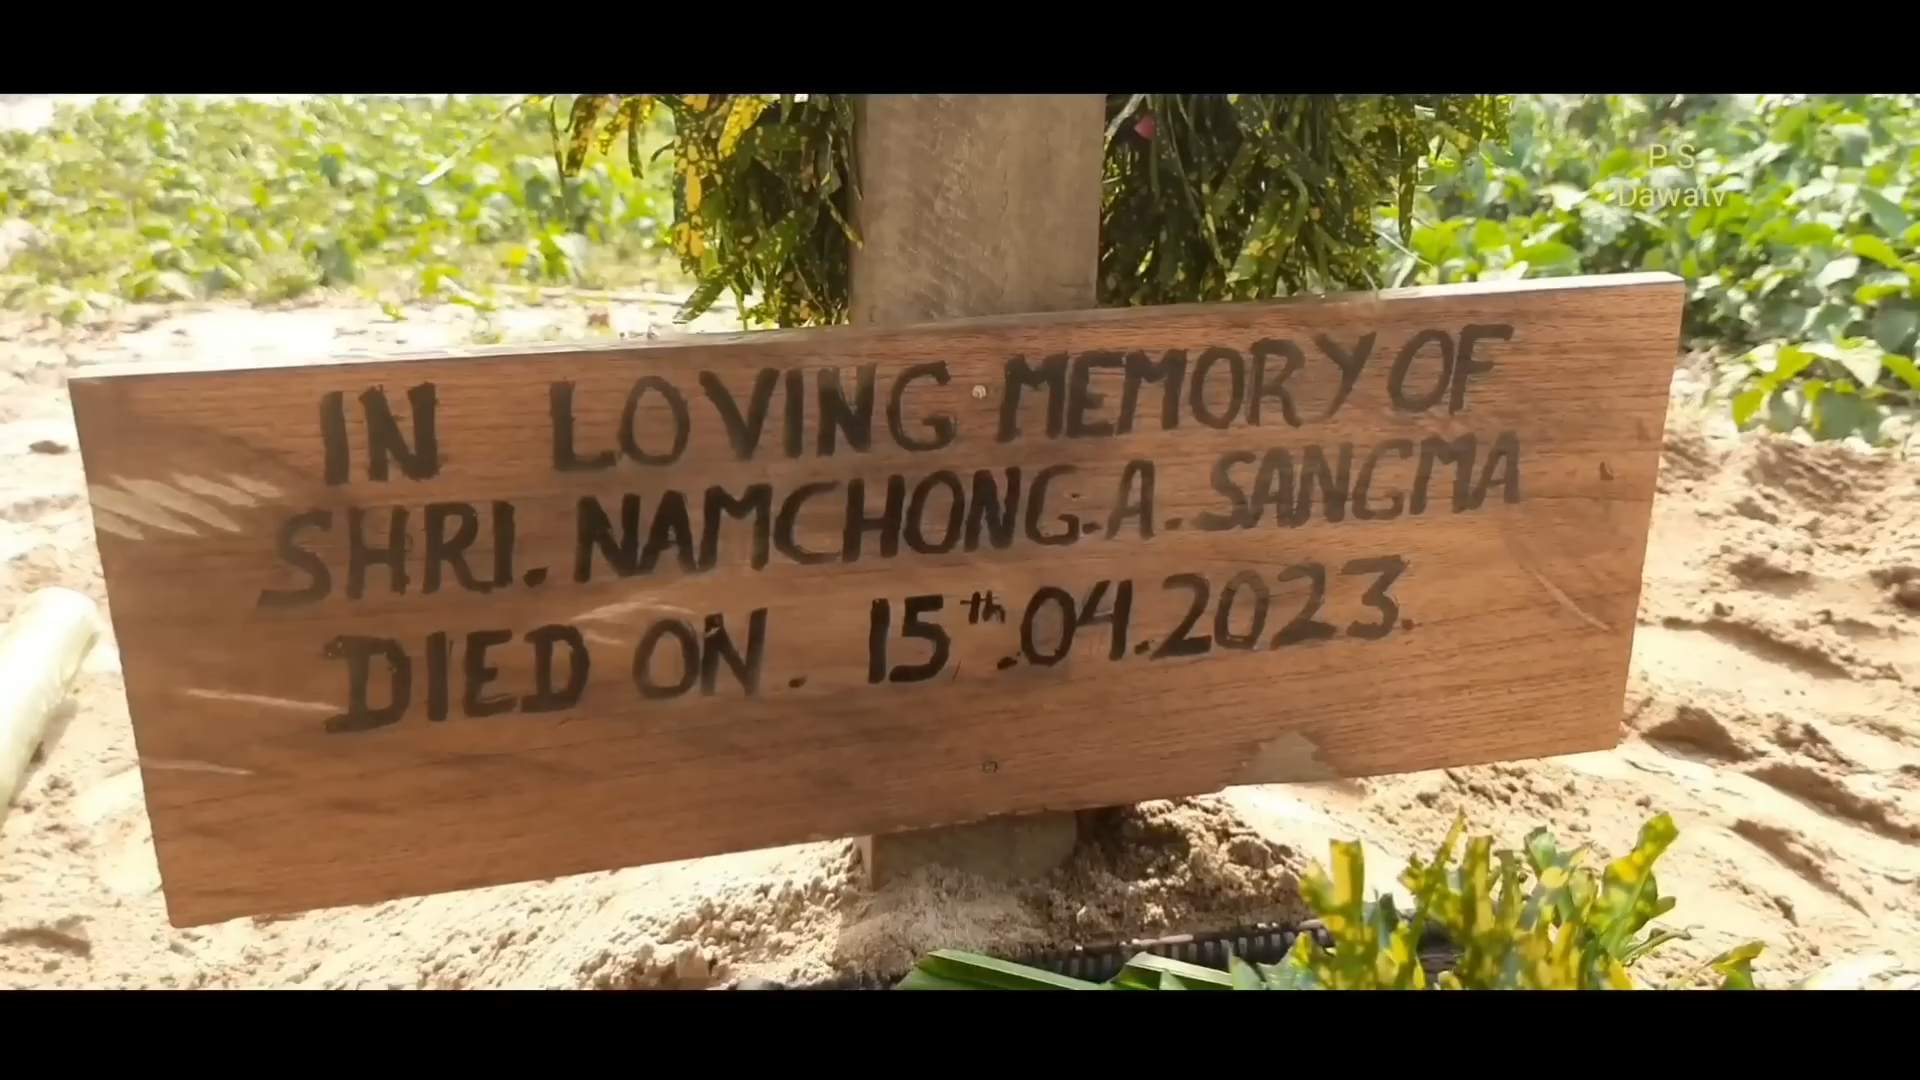 P S
Dawatv
IN LOVING MEMORY OF
SHRI. NAMCHONG.A. SANGMA
DIED ON. 15th.04.2023.